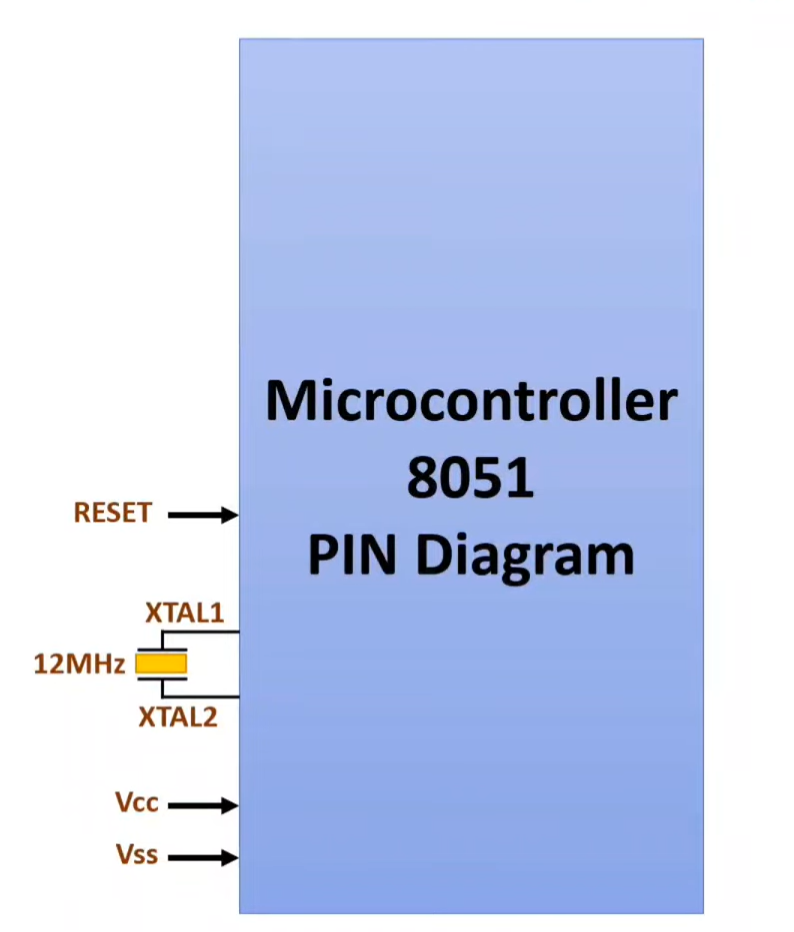 Microcontroller
8051
PIN Diagram
RESET
XTAL1
12MHz
XTAL2
Vcc
Vss